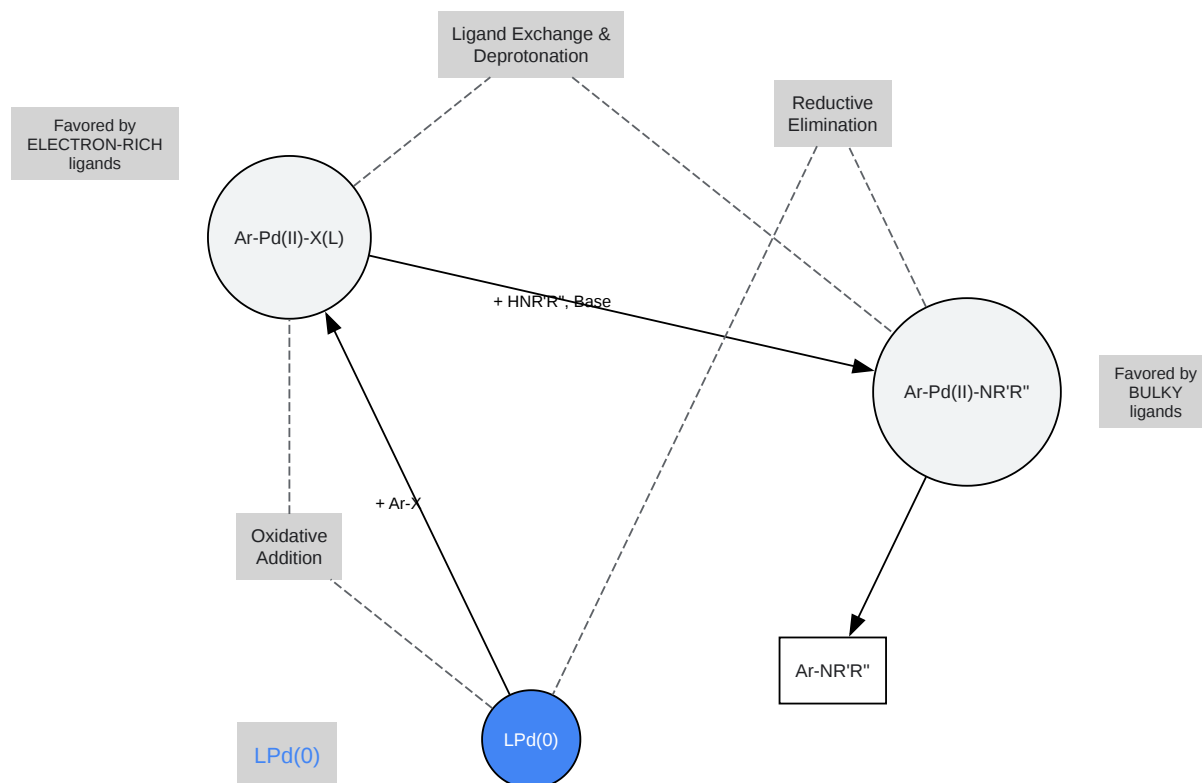 Ligand Exchange &
Deprotonation
Reductive
Elimination
Favored by
ELECTRON-RICH
ligands
Ar-Pd(II)-X(L)
+ HNR'R", Base
Ar-Pd(II)-NR'R"
Favored by
BULKY
ligands
+ Ar-X
Oxidative
Addition
Ar-NR'R"
LPd(0)
LPd(0)